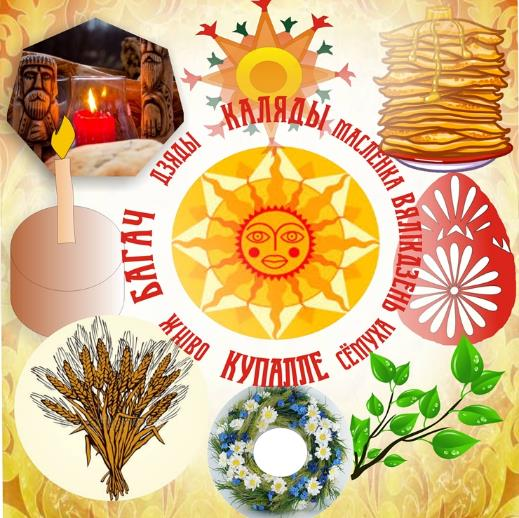 КАЛЯДЫ
МАСЛЕНКА
ВЯЛІКДЗЕНЬ
СЁМУХА
КУПАЛЛЕ
ЖНІВО
БАГАЧ
ДЗЯДЫ